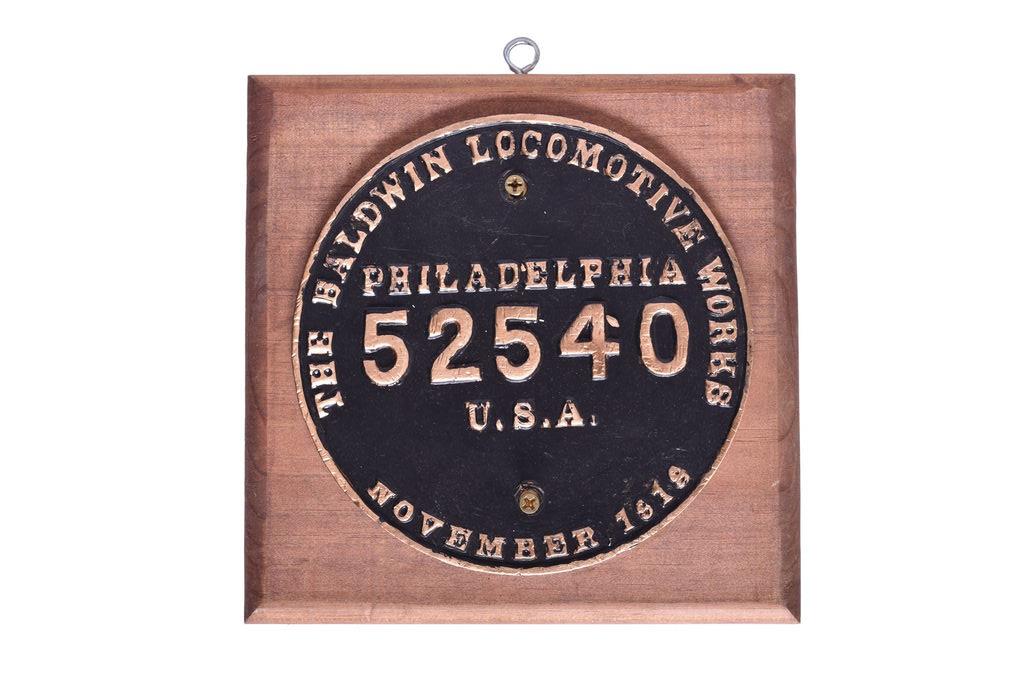 THE BALDWIN LOCOMOTIVE WORKS
PHILADELPHIA
52540
U.S.A.
NOVEMBER 1919